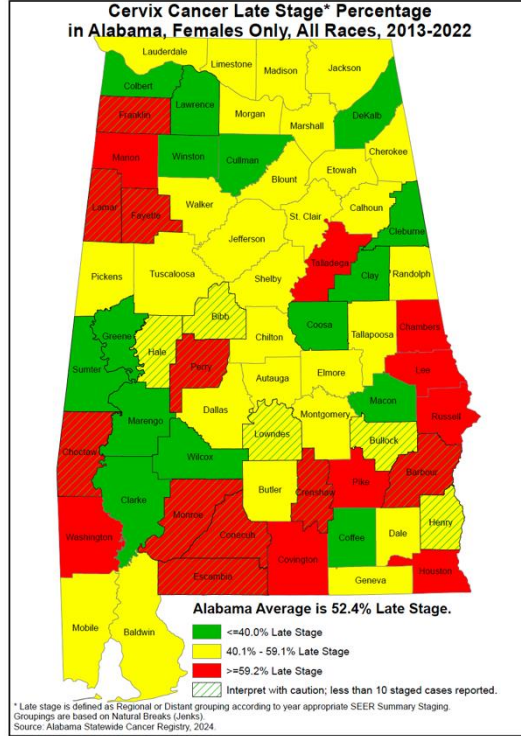 Cervix Cancer Late Stage* Percentage
in Alabama, Females Only, All Races, 2013-2022
Lauderdale
Limestone
Madison
Jackson
Colbert
Lawrence
Franklin
Morgan
Marshall
DeKalb
Marion
Winston
Cullman
Cherokee
Etowah
Blount
Lamar
Fayette
Walker
St. Clair
Calhoun
Cleburne
Jefferson
Talladega
Pickens
Tuscaloosa
Shelby
Clay
Randolph
Bibb
Greene
Hale
Chilton
Coosa
Tallapoosa
Chambers
Sumter
Perry
Autauga
Elmore
Lee
Macon
Marengo
Dallas
Montgomery
Russell
Lowndes
Bullock
Choctaw
Wilcox
Butler
Crenshaw
Pike
Barbour
Clarke
Monroe
Henry
Washington
Conecuh
Coffee
Dale
Covington
Escambia
Geneva
Houston
Mobile
Baldwin
Alabama Average is 52.4% Late Stage.
<=40.0% Late Stage
40.1% - 59.1% Late Stage
>=59.2% Late Stage
Interpret with caution; less than 10 staged cases reported.
* Late stage is defined as Regional or Distant grouping according to year appropriate SEER Summary Staging.
Groupings are based on Natural Breaks (Jenks).
Source: Alabama Statewide Cancer Registry, 2024.